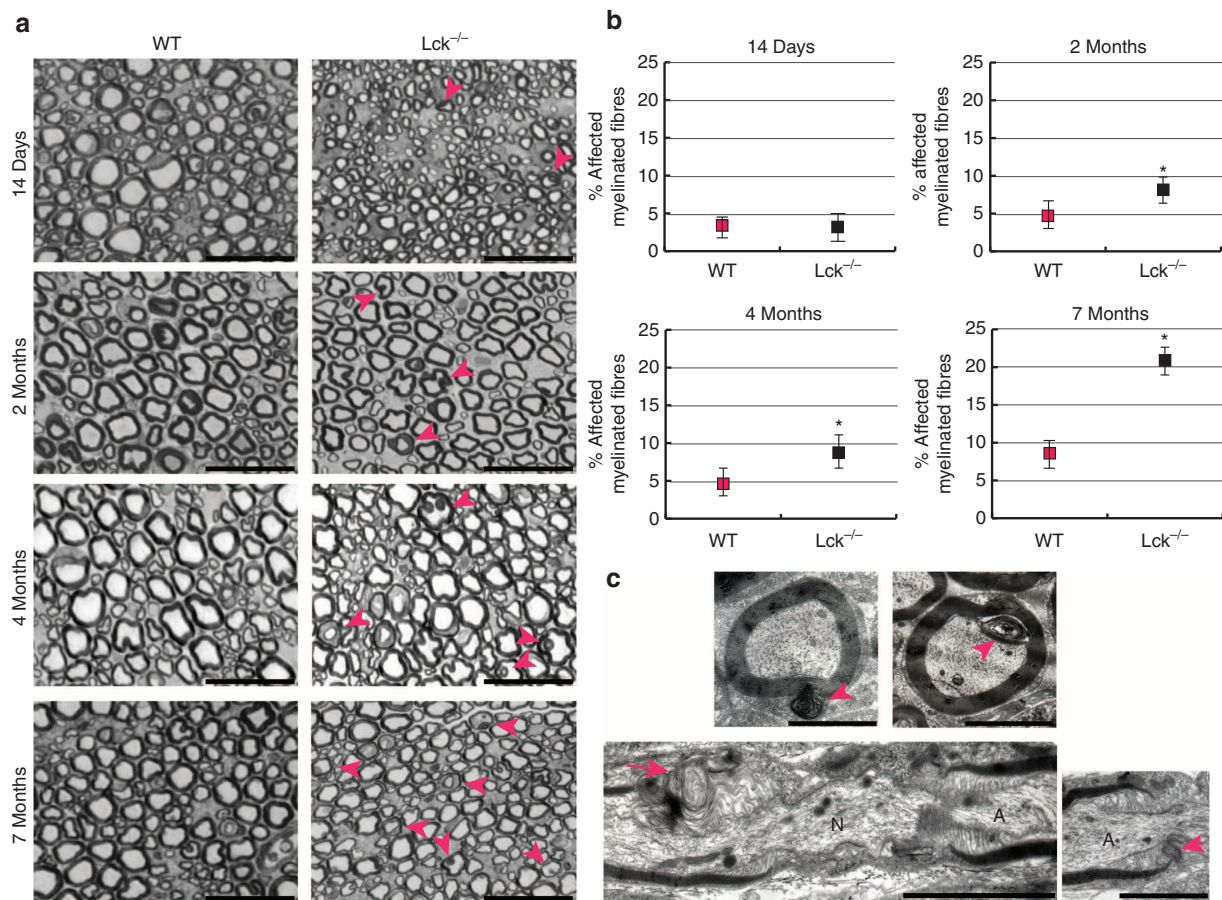 a
WT
Lck–/–
14 Days
2 Months
4 Months
7 Months
b
14 Days
% Affected
myelinated fibres
25
20
15
10
5
0
WT
Lck–/–
2 Months
% affected
myelinated fibres
25
20
15
10
5
0
*
WT
Lck–/–
4 Months
% Affected
myelinated fibres
25
20
15
10
5
0
*
WT
Lck–/–
7 Months
% Affected
myelinated fibres
25
20
15
10
5
0
*
WT
Lck–/–
c
N
A
A